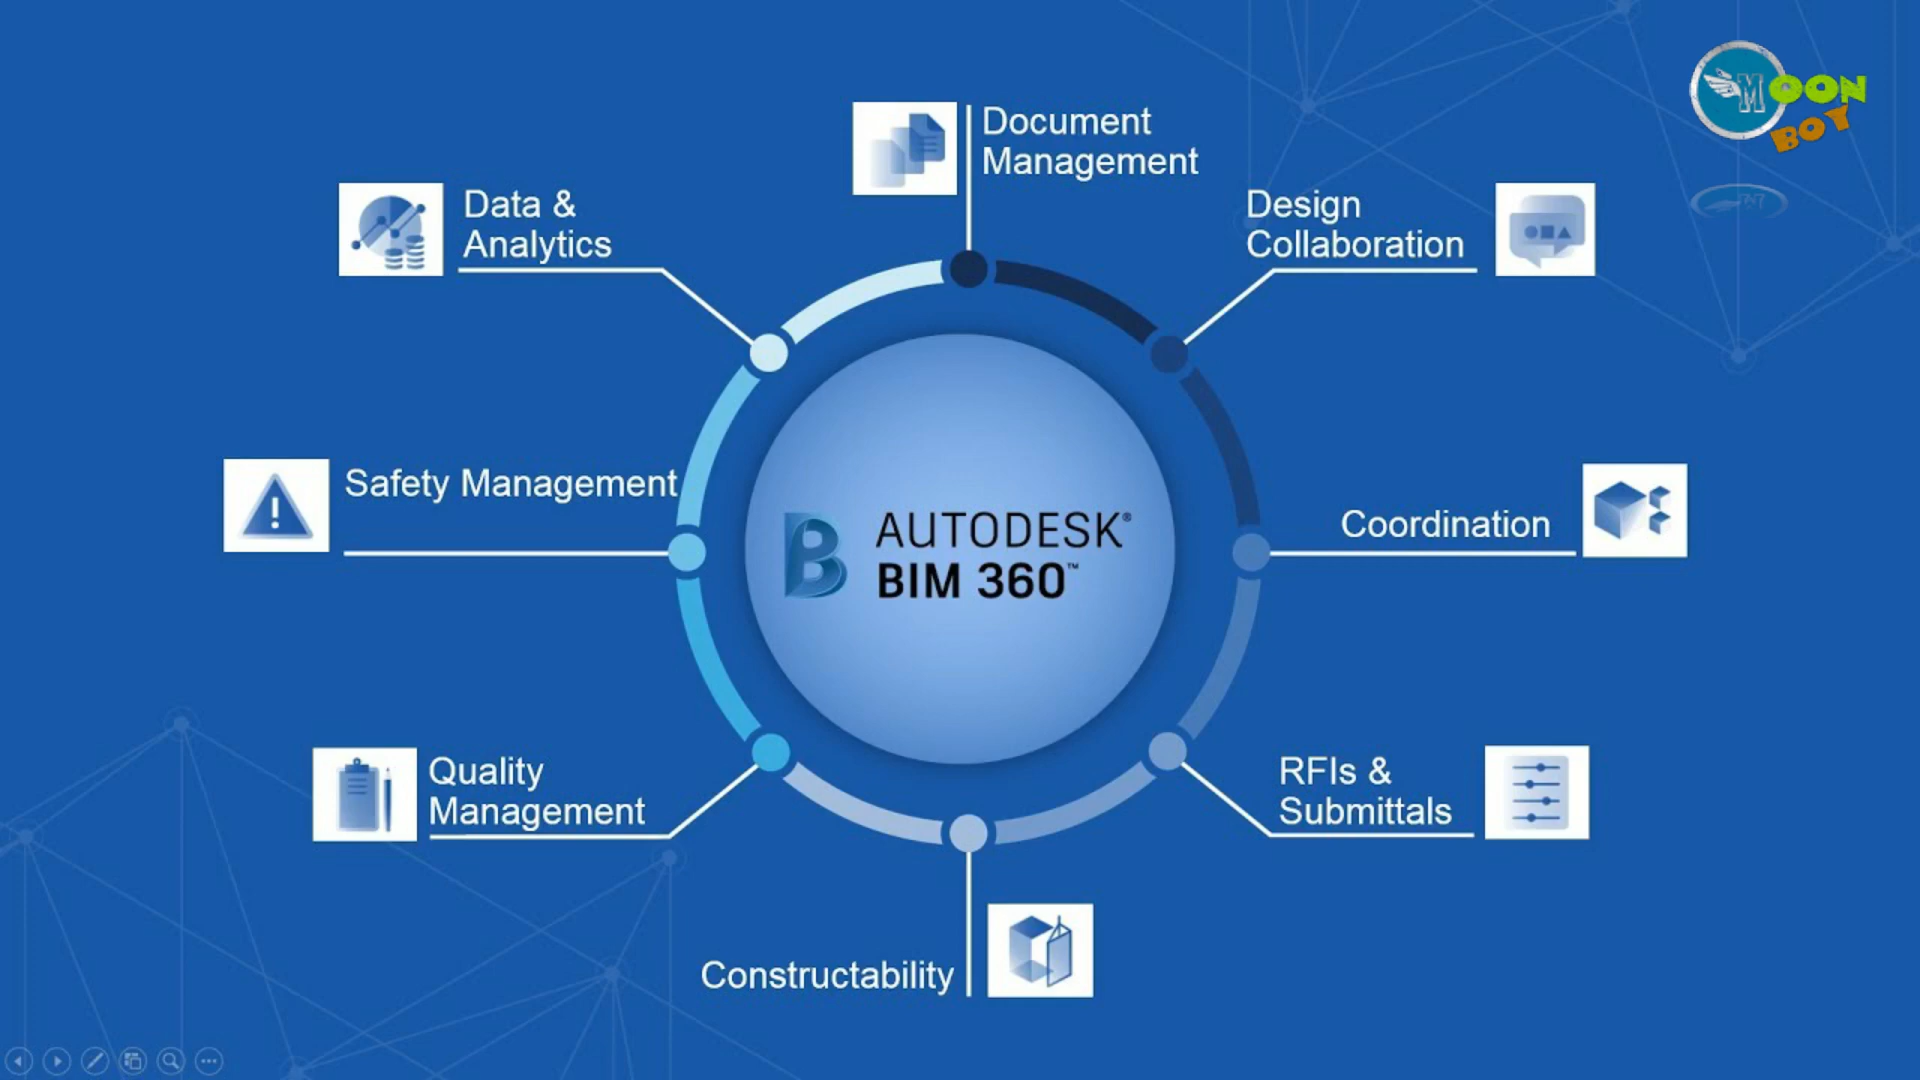 MOON
BOY
Document
Management
Data &
Analytics
Design
Collaboration
Safety Management
Coordination
AUTODESK®
BIM 360™
Quality
Management
RFIs &
Submittals
Constructability